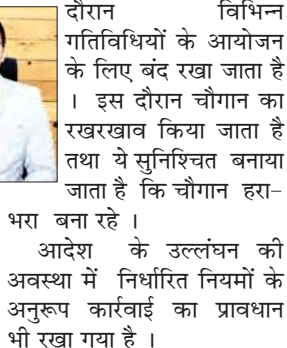 दौरान विभिन्न
गतिविधियों के आयोजन
के लिए बंद रखा जाता है
। इस दौरान चौगान का
रखरखाव किया जाता है
तथा ये सुनिश्चित बनाया
जाता है कि चौगान हरा-
भरा बना रहे ।
आदेश के उल्लंघन की
अवस्था में निर्धारित नियमों के
अनुरूप कार्रवाई का प्रावधान
भी रखा गया है ।